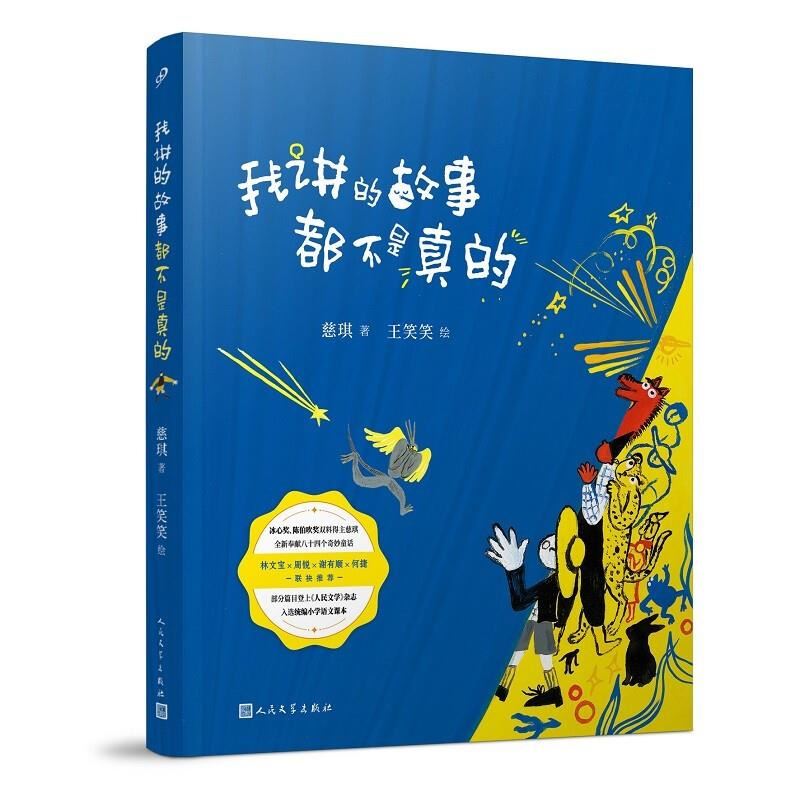 我讲的故事都不是真的
慈琪 著
王笑笑 绘
人民文学出版社
我讲的故事
都不是真的
慈琪 著 王笑笑 绘
冰心奖、陈伯吹奖双料得主慈琪
全新奉献八十四个奇妙童话
林文宝×周锐×谢有顺×何捷
—联袂推荐—
部分篇目登上《人民文学》杂志
入选统编小学语文课本
人民文学出版社